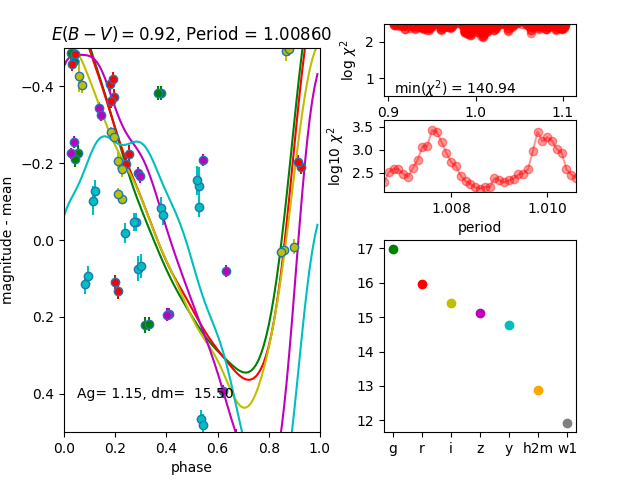 E(B − V) = 0.92, Period = 1.00860
magnitude - mean
−0.4
−0.2
0.0
0.2
0.4
Ag= 1.15, dm= 15.50
0.0 0.2 0.4 0.6 0.8 1.0
phase
log χ²
2
1
min(χ²) = 140.94
0.9 1.0 1.1
log10 χ²
3.5
3.0
2.5
1.008 1.010
period
17
16
15
14
13
12
g r i z y h2m w1